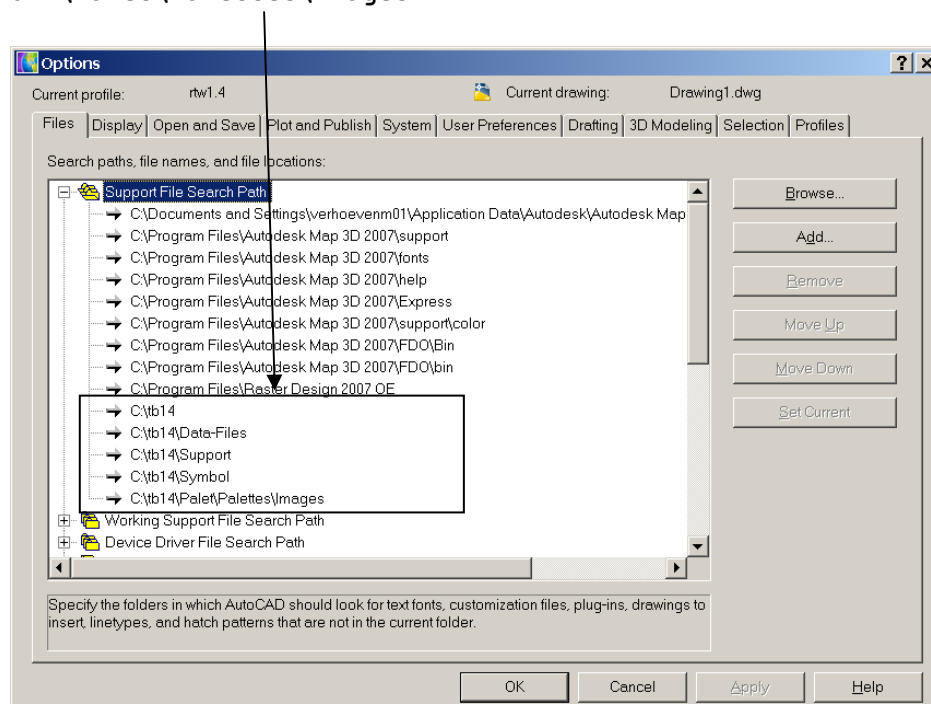 Options
Current profile: rtw1.4 Current drawing: Drawing1.dwg
Files Display Open and Save Plot and Publish System User Preferences Drafting 3D Modeling Selection Profiles
Search paths, file names, and file locations:
Support File Search Path
C:\Documents and Settings\verhoevenm01\Application Data\Autodesk\Autodesk Map
C:\Program Files\Autodesk Map 3D 2007\support
C:\Program Files\Autodesk Map 3D 2007\fonts
C:\Program Files\Autodesk Map 3D 2007\help
C:\Program Files\Autodesk Map 3D 2007\Express
C:\Program Files\Autodesk Map 3D 2007\support\color
C:\Program Files\Autodesk Map 3D 2007\FDO\Bin
C:\Program Files\Autodesk Map 3D 2007\FDO\bin
C:\Program Files\Raster Design 2007 OE
C:\tb14
C:\tb14\Data-Files
C:\tb14\Support
C:\tb14\Symbol
C:\tb14\Palet\Palettes\Images
Working Support File Search Path
Device Driver File Search Path
Browse...
Add...
Remove
Move Up
Move Down
Set Current
Specify the folders in which AutoCAD should look for text fonts, customization files, plug-ins, drawings to
insert, linetypes, and hatch patterns that are not in the current folder.
OK Cancel Apply Help